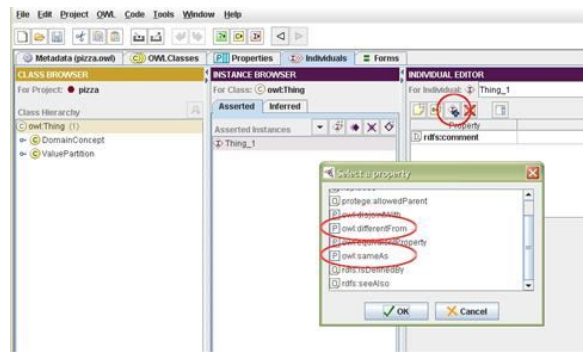 File Edit Project OWL Code Tools Window Help
Metadata (pizza.owl) OWLClasses Properties Individuals Forms
CLASS BROWSER
For Project: pizza
Class Hierarchy
owl:Thing (1)
DomainConcept
ValuePartition
INSTANCE BROWSER
For Class: owl:Thing
Asserted Inferred
Asserted Instances
Thing_1
INDIVIDUAL EDITOR
For Individual: Thing_1
Property
rdfs:comment
Select a property
protege:allowedParent
owl:disjointWith
owl:differentFrom
owl:equivalentProperty
owl:sameAs
rdfs:isDefinedBy
rdfs:seeAlso
OK Cancel